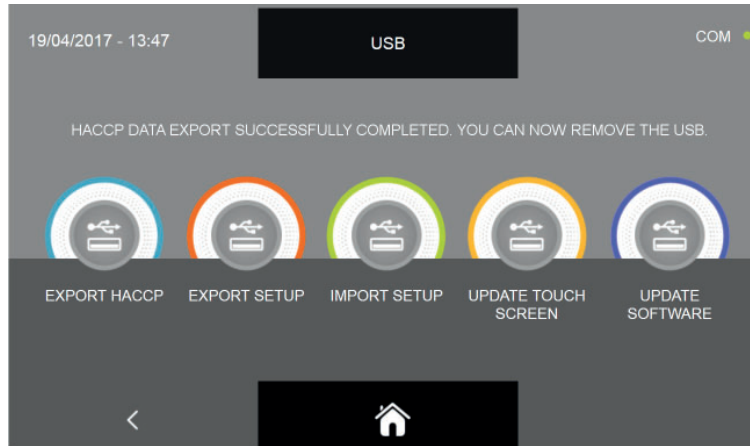 19/04/2017 - 13:47
USB
COM
HACCP DATA EXPORT SUCCESSFULLY COMPLETED. YOU CAN NOW REMOVE THE USB.
EXPORT HACCP
EXPORT SETUP
IMPORT SETUP
UPDATE TOUCH
SCREEN
UPDATE
SOFTWARE